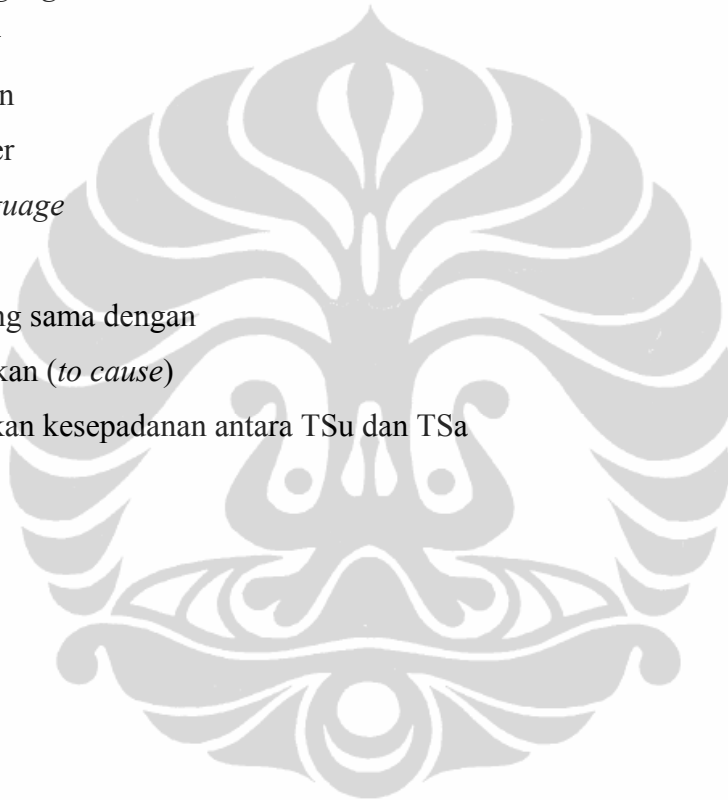 n
er
guage
ng sama dengan
kan (to cause)
kan kesepadanan antara TSu dan TSa